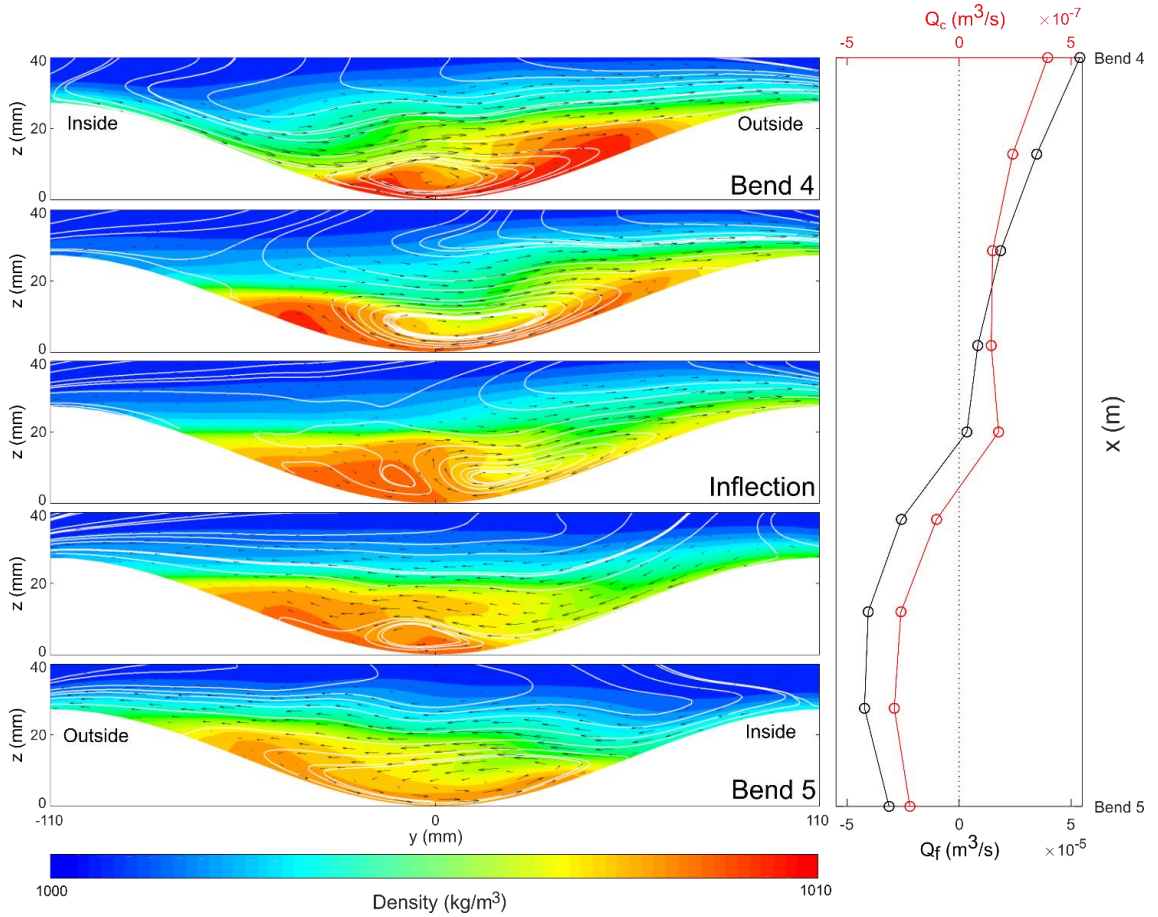 Q_c (m³/s) ×10⁻⁷
-5 0 5
40
20
0
z (mm)
Inside
Outside
Bend 4
Bend 4
40
20
0
z (mm)
40
20
0
z (mm)
Inflection
x (m)
40
20
0
z (mm)
40
20
0
z (mm)
Outside
Inside
Bend 5
Bend 5
-110 0 110
y (mm)
-5 0 5
Q_f (m³/s) ×10⁻⁵
1000 1010
Density (kg/m³)